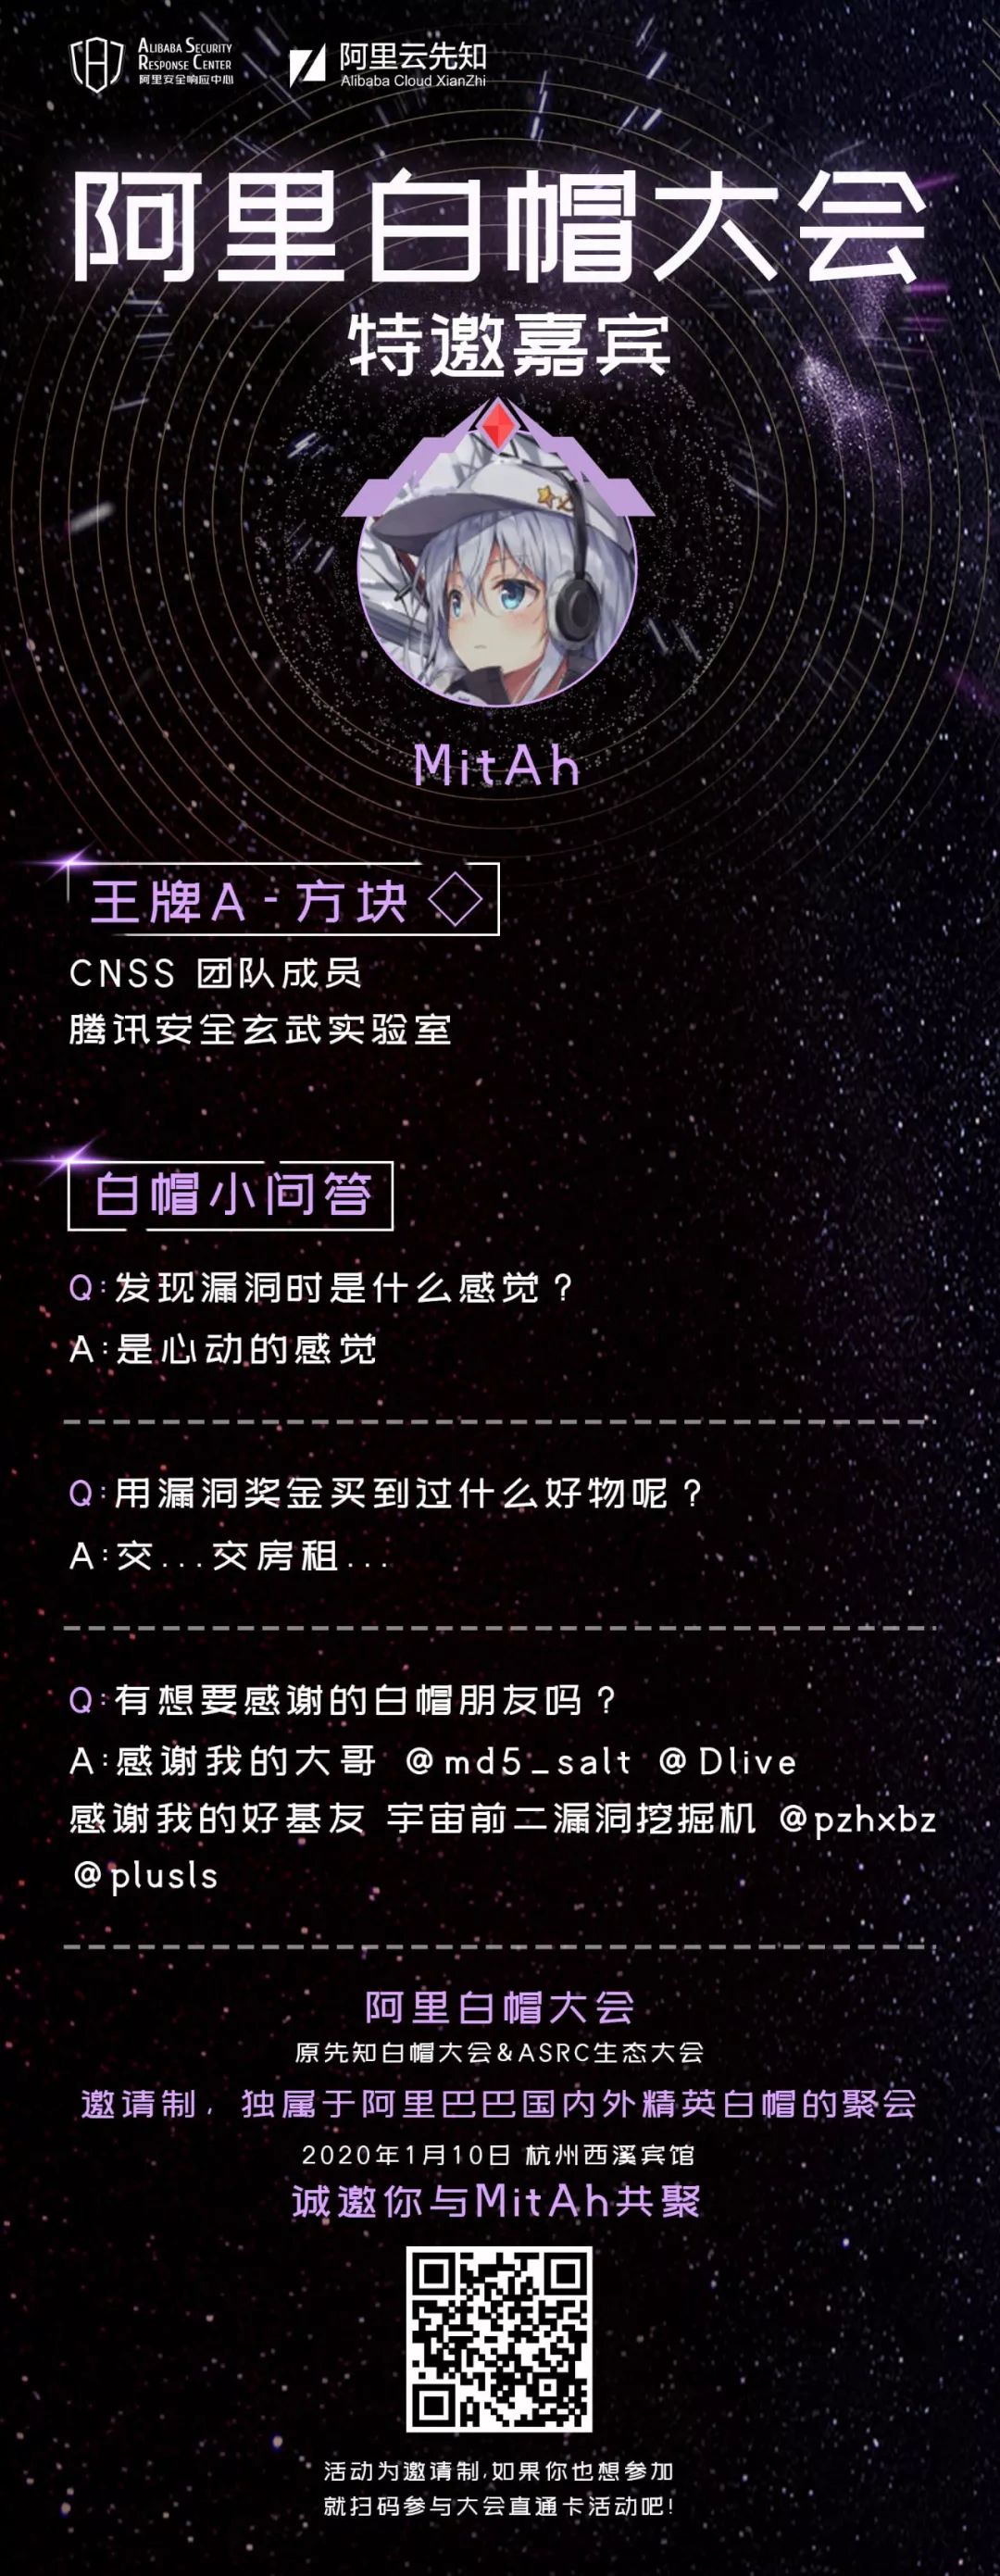 ALIBABA SECURITY
RESPONSE CENTER
阿里安全响应中心
阿里云先知
Alibaba Cloud XianZhi
阿里白帽大会
特邀嘉宾
MitAh
王牌A-方块
CNSS 团队成员
腾讯安全玄武实验室
白帽小问答
Q:发现漏洞时是什么感觉？
A:是心动的感觉
Q:用漏洞奖金买到过什么好物呢？
A:交...交房租...
Q:有想要感谢的白帽朋友吗？
A:感谢我的大哥 @md5_salt @Dlive
感谢我的好基友 宇宙前二漏洞挖掘机 @pzhxbz
@plusls
阿里白帽大会
原先知白帽大会&ASRC生态大会
邀请制，独属于阿里巴巴国内外精英白帽的聚会
2020年1月10日 杭州西溪宾馆
诚邀你与MitAh共聚
活动为邀请制,如果你也想参加
就扫码参与大会直通卡活动吧!